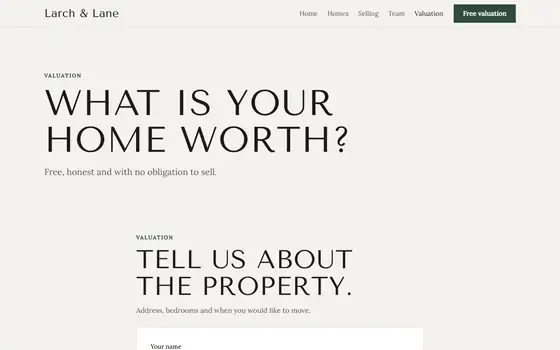 Larch & Lane
Home Homes Selling Team Valuation Free valuation
VALUATION
WHAT IS YOUR
HOME WORTH?
Free, honest and with no obligation to sell.
VALUATION
TELL US ABOUT
THE PROPERTY.
Address, bedrooms and when you would like to move.
Your name